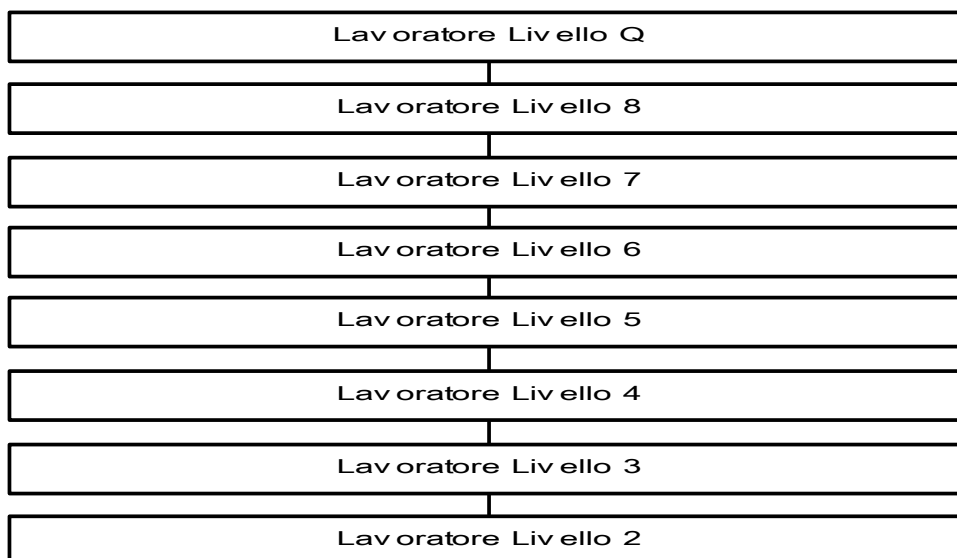 Lavoratore Livello Q
Lavoratore Livello 8
Lavoratore Livello 7
Lavoratore Livello 6
Lavoratore Livello 5
Lavoratore Livello 4
Lavoratore Livello 3
Lavoratore Livello 2